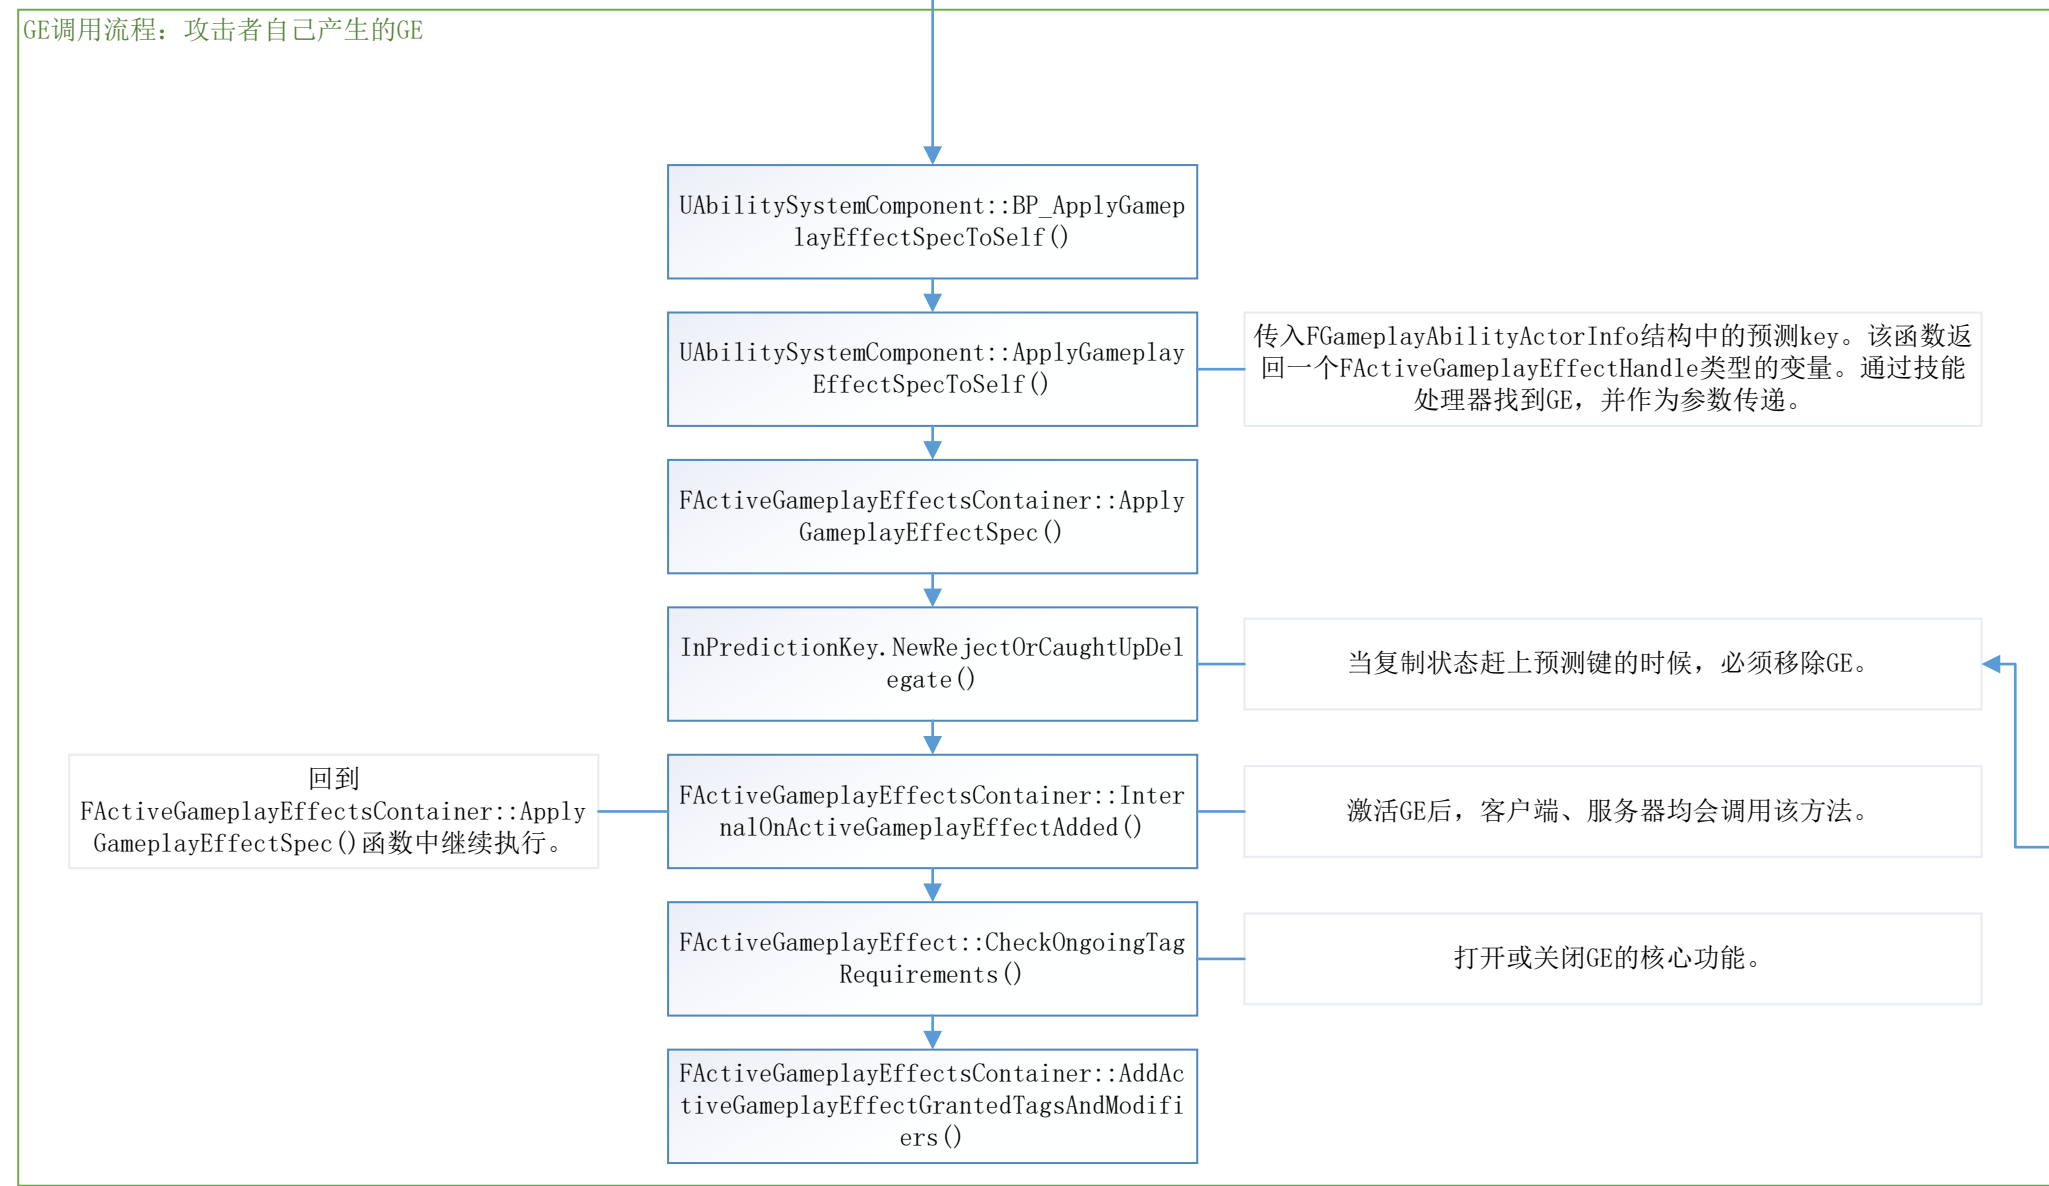 GE调用流程：攻击者自己产生的GE
UAbilitySystemComponent::BP_ApplyGamep
layEffectSpecToSelf()
UAbilitySystemComponent::ApplyGameplay
EffectSpecToSelf()
传入FGameplayAbilityActorInfo结构中的预测key。该函数返
回一个FActiveGameplayEffectHandle类型的变量。通过技能
处理器找到GE，并作为参数传递。
FActiveGameplayEffectsContainer::Apply
GameplayEffectSpec()
InPredictionKey.NewRejectOrCaughtUpDel
egate()
当复制状态赶上预测键的时候，必须移除GE。
回到
FActiveGameplayEffectsContainer::Apply
GameplayEffectSpec()函数中继续执行。
FActiveGameplayEffectsContainer::Inter
nalOnActiveGameplayEffectAdded()
激活GE后，客户端、服务器均会调用该方法。
FActiveGameplayEffect::CheckOngoingTag
Requirements()
打开或关闭GE的核心功能。
FActiveGameplayEffectsContainer::AddAc
tiveGameplayEffectGrantedTagsAndModifi
ers()